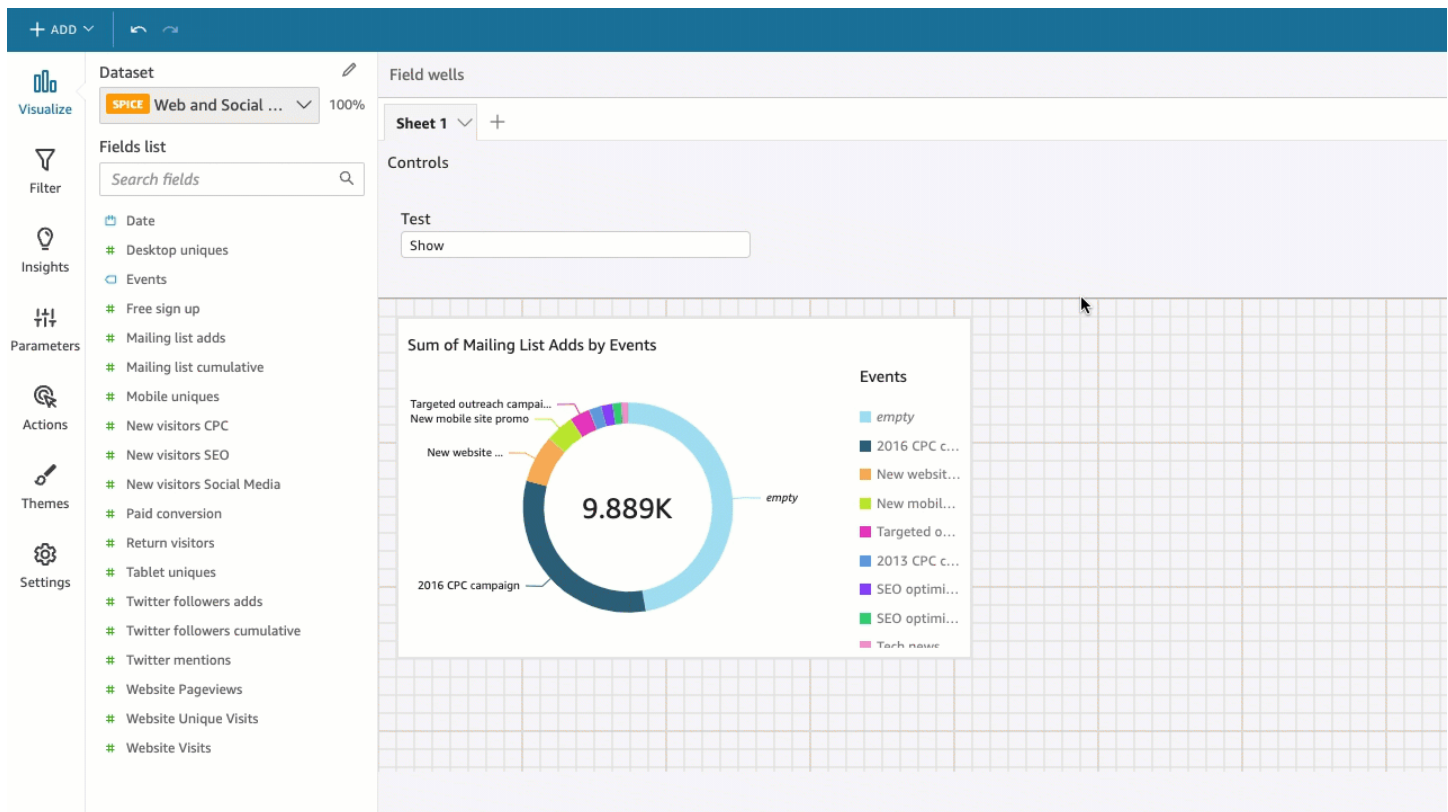 ADD
Visualize
Filter
Insights
Parameters
Actions
Themes
Settings
Dataset
SPICE Web and Social ... 100%
Fields list
Search fields
Date
Desktop uniques
Events
Free sign up
Mailing list adds
Mailing list cumulative
Mobile uniques
New visitors CPC
New visitors SEO
New visitors Social Media
Paid conversion
Return visitors
Tablet uniques
Twitter followers adds
Twitter followers cumulative
Twitter mentions
Website Pageviews
Website Unique Visits
Website Visits
Field wells
Sheet 1
Controls
Test
Show
Sum of Mailing List Adds by Events
Targeted outreach campai...
New mobile site promo
New website ...
2016 CPC campaign
9.889K
empty
Events
empty
2016 CPC c...
New websit...
New mobil...
Targeted o...
2013 CPC c...
SEO optimi...
SEO optimi...
Tech news